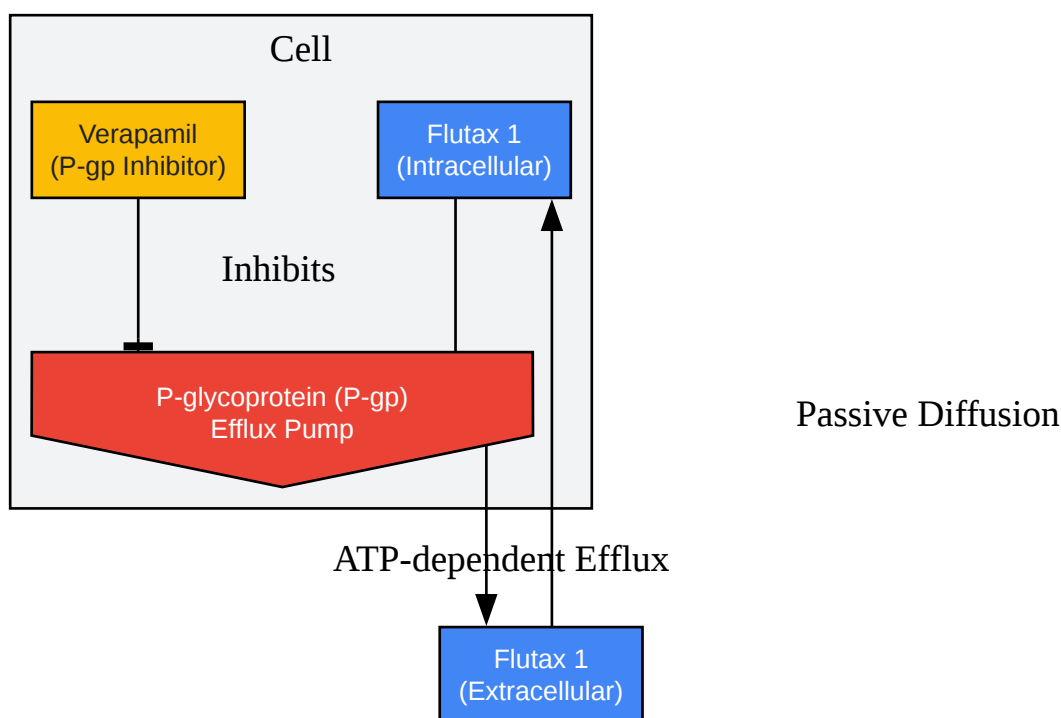 Cell
Verapamil
(P-gp Inhibitor)
Flutax 1
(Intracellular)
Inhibits
P-glycoprotein (P-gp)
Efflux Pump
Passive Diffusion
ATP-dependent Efflux
Flutax 1
(Extracellular)